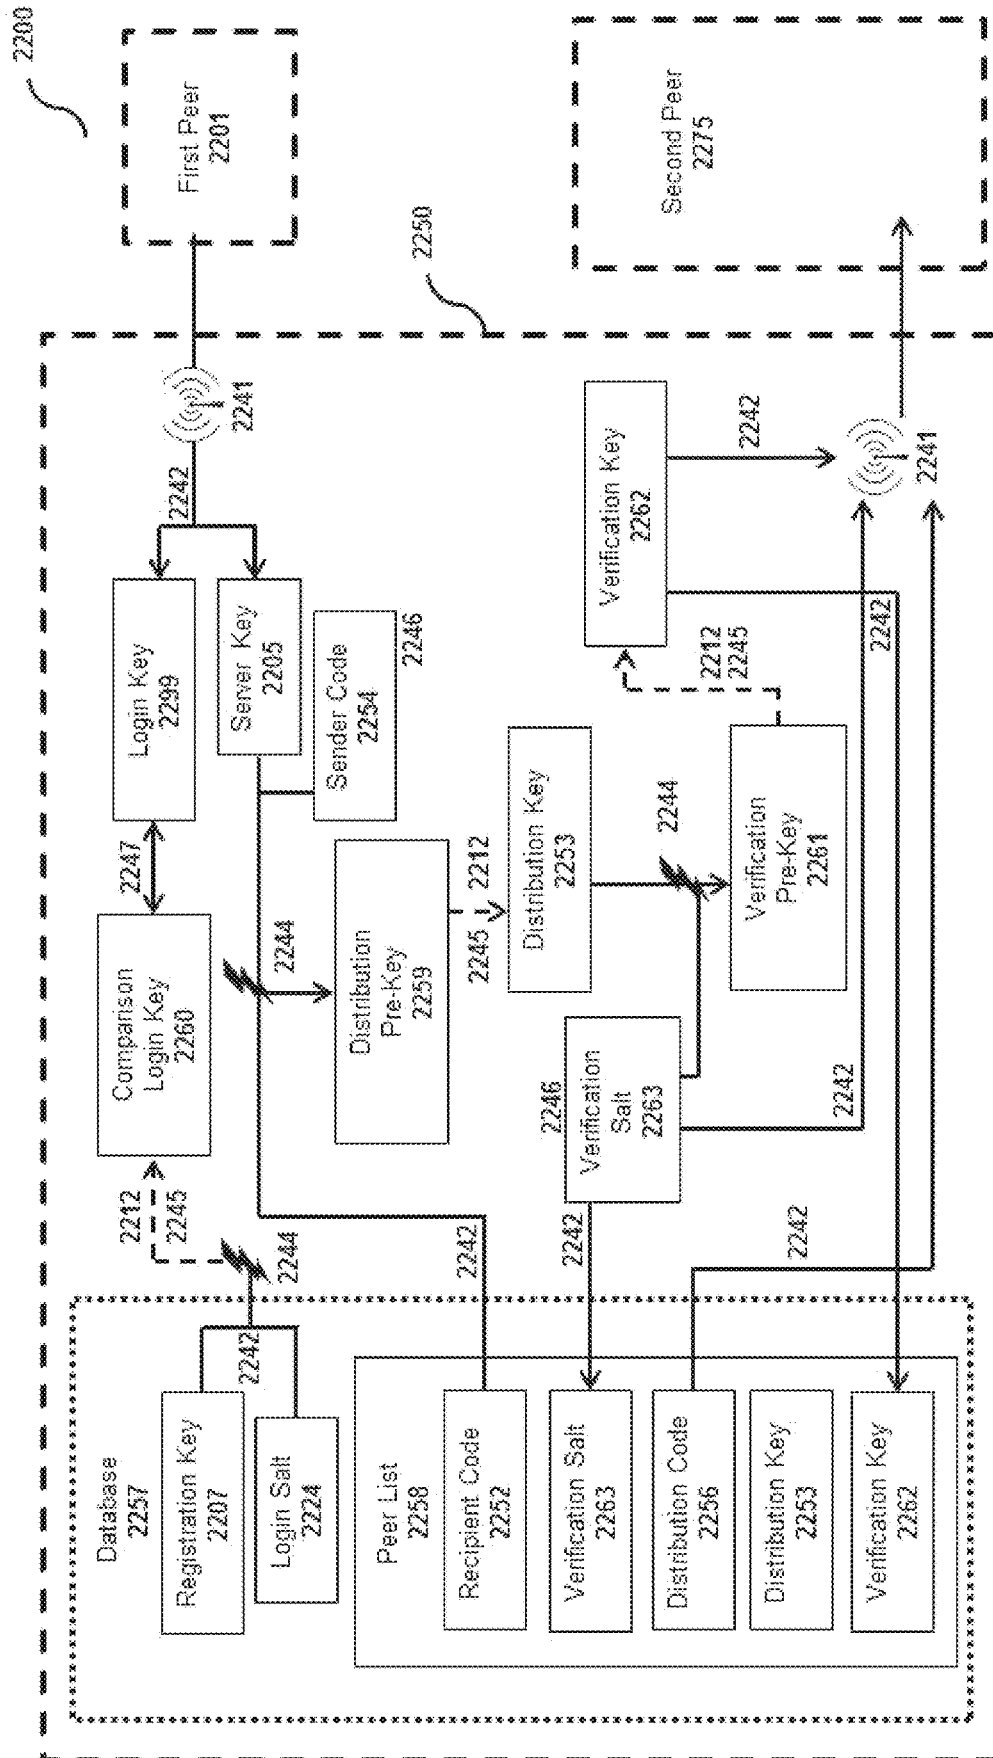 2200
First Peer
2201
Second Peer
2275
2250
2241
2242
Login Key
2299
Server Key
2205
Sender Code
2254
2246
2247
Comparison
Login Key
2260
2212
2245
2244
2244
Distribution
Pre-Key
2259
2245
2212
Distribution Key
2253
2244
Verification
Pre-Key
2261
2212
2245
Verification Key
2262
2242
2241
2242
2246
Verification
Salt
2263
2242
2242
2242
2242
Database
2257
Registration Key
2207
2242
Login Salt
2224
Peer List
2258
Recipient Code
2252
Verification Salt
2263
Distribution Code
2256
Distribution Key
2253
Verification Key
2262